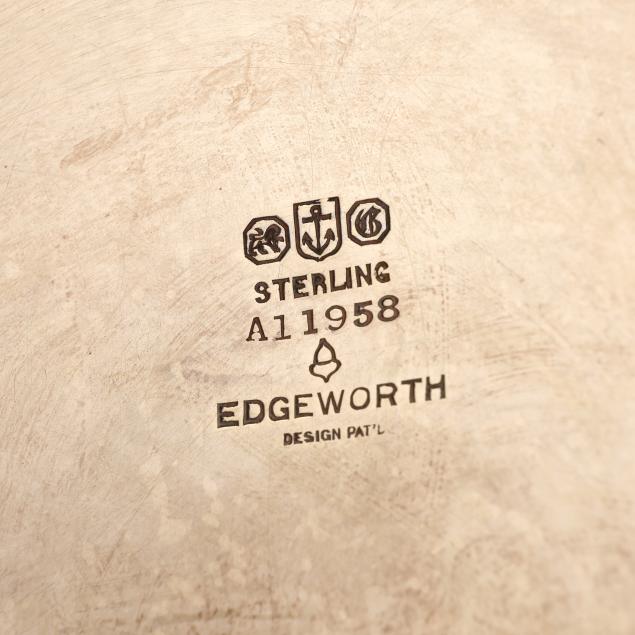 G
STERLING
A11958
EDGEWORTH
DESIGN PAT'L